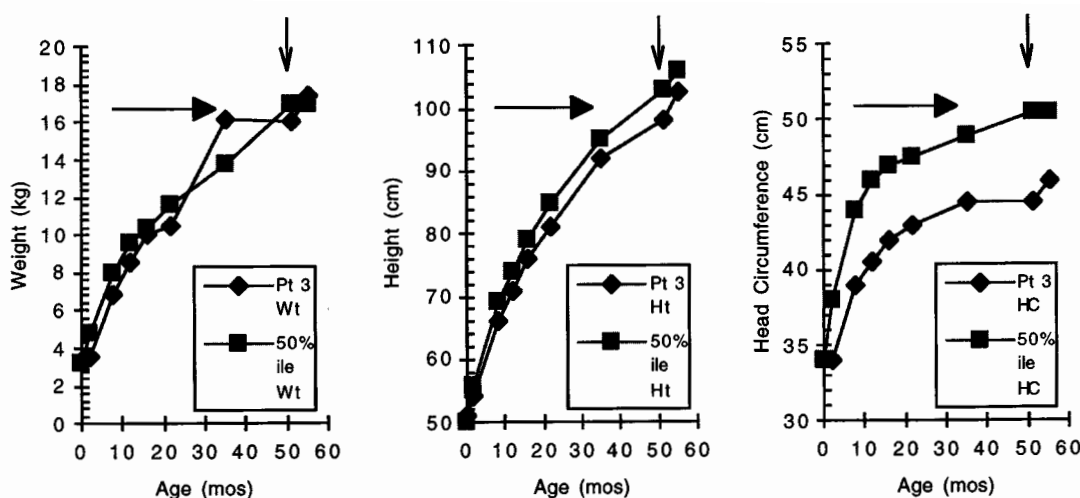 20
18
16
14
12
10
8
6
4
2
0
Weight (kg)
0 10 20 30 40 50 60
Age (mos)
Pt 3
Wt
50%
ile
Wt
110
100
90
80
70
60
50
Height (cm)
0 10 20 30 40 50 60
Age (mos)
Pt 3
Ht
50%
ile
Ht
55
50
45
40
35
30
Head Circumference (cm)
0 10 20 30 40 50 60
Age (mos)
Pt 3
HC
50%
ile
HC